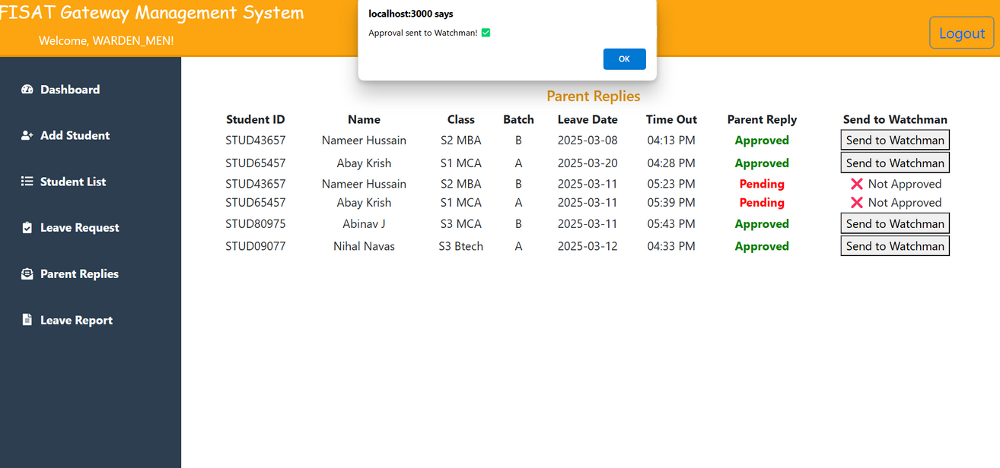 FISAT Gateway Management System
Welcome, WARDEN_MEN!
localhost:3000 says
Approval sent to Watchman! ✅
OK
Logout
Dashboard
Add Student
Student List
Leave Request
Parent Replies
Leave Report
Parent Replies
Student ID Name Class Batch Leave Date Time Out Parent Reply Send to Watchman
STUD43657 Nameer Hussain S2 MBA B 2025-03-08 04:13 PM Approved Send to Watchman
STUD65457 Abay Krish S1 MCA A 2025-03-20 04:28 PM Approved Send to Watchman
STUD43657 Nameer Hussain S2 MBA B 2025-03-11 05:23 PM Pending ❌ Not Approved
STUD65457 Abay Krish S1 MCA A 2025-03-11 05:39 PM Pending ❌ Not Approved
STUD80975 Abinav J S3 MCA B 2025-03-11 05:43 PM Approved Send to Watchman
STUD09077 Nihal Navas S3 Btech A 2025-03-12 04:33 PM Approved Send to Watchman